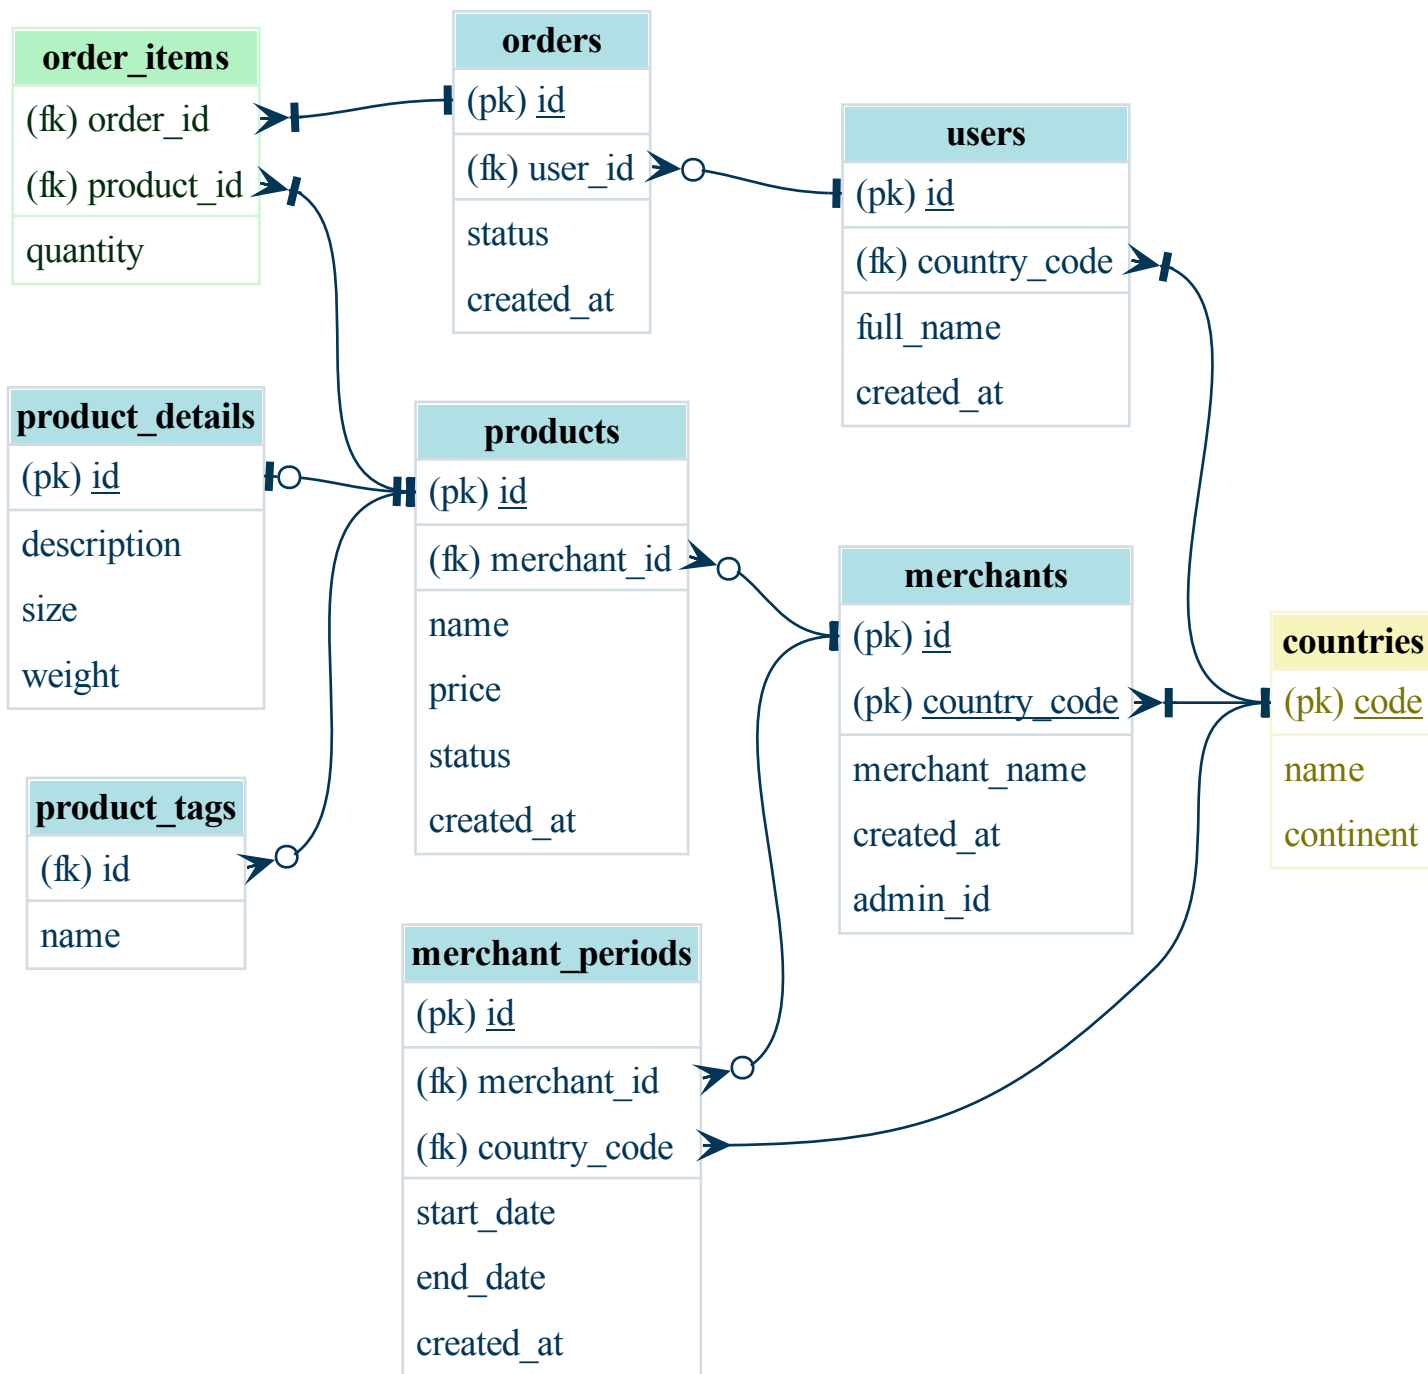 order_items
(fk) order_id
(fk) product_id
quantity
orders
(pk) id
(fk) user_id
status
created_at
users
(pk) id
(fk) country_code
full_name
created_at
product_details
(pk) id
description
size
weight
products
(pk) id
(fk) merchant_id
name
price
status
created_at
merchants
(pk) id
(pk) country_code
merchant_name
created_at
admin_id
countries
(pk) code
name
continent
product_tags
(fk) id
name
merchant_periods
(pk) id
(fk) merchant_id
(fk) country_code
start_date
end_date
created_at